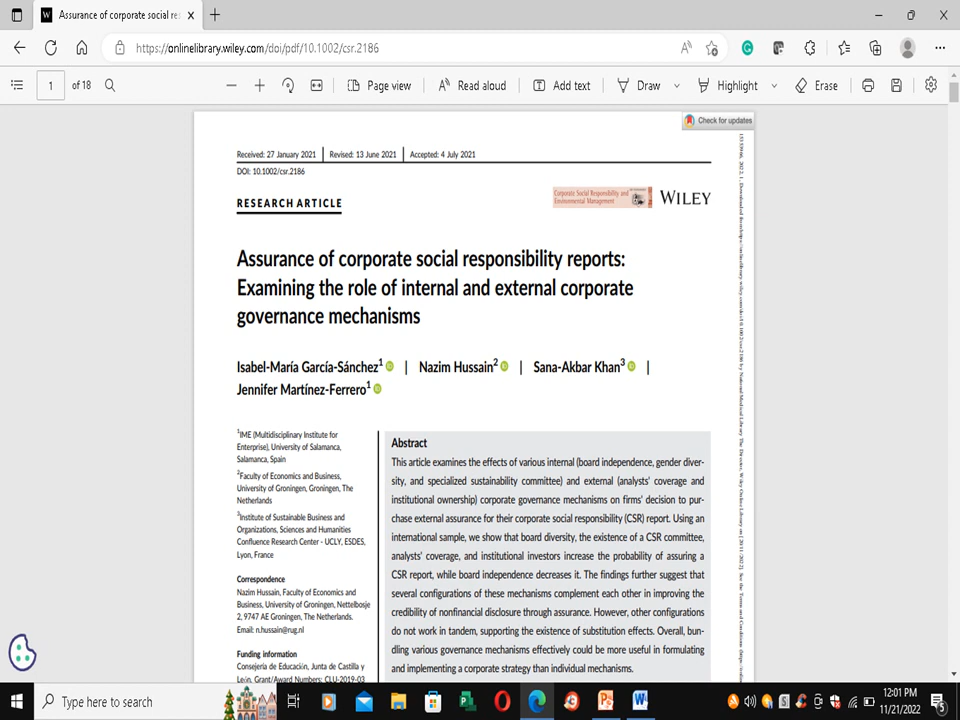 Assurance of corporate social re
https://onlinelibrary.wiley.com/doi/pdf/10.1002/csr.2186
1 of 18
Page view
Read aloud
Add text
Draw
Highlight
Erase
Check for updates
Received: 27 January 2021 | Revised: 13 June 2021 | Accepted: 4 July 2021
DOI: 10.1002/csr.2186
RESEARCH ARTICLE
Corporate Social Responsibility and
Environmental Management
WILEY
Assurance of corporate social responsibility reports:
Examining the role of internal and external corporate
governance mechanisms
Isabel-María García-Sánchez1 | Nazim Hussain2 | Sana-Akbar Khan3 |
Jennifer Martínez-Ferrero1
1IME (Multidisciplinary Institute for
Enterprise), University of Salamanca,
Salamanca, Spain
2Faculty of Economics and Business,
University of Groningen, Groningen, The
Netherlands
3Institute of Sustainable Business and
Organizations, Sciences and Humanities
Confluence Research Center - UCLY, ESDES,
Lyon, France
Correspondence
Nazim Hussain, Faculty of Economics and
Business, University of Groningen, Nettelbosje
2, 9747 AE Groningen, The Netherlands.
Email: n.hussain@rug.nl
Funding information
Consejería de Educación, Junta de Castilla y
León, Grant/Award Numbers: CLU-2019-03
Abstract
This article examines the effects of various internal (board independence, gender diver-
sity, and specialized sustainability committee) and external (analysts' coverage and
institutional ownership) corporate governance mechanisms on firms' decision to pur-
chase external assurance for their corporate social responsibility (CSR) report. Using an
international sample, we show that board diversity, the existence of a CSR committee,
analysts' coverage, and institutional investors increase the probability of assuring a
CSR report, while board independence decreases it. The findings further suggest that
several configurations of these mechanisms complement each other in improving the
credibility of nonfinancial disclosure through assurance. However, other configurations
do not work in tandem, supporting the existence of substitution effects. Overall, bun-
dling various governance mechanisms effectively could be more useful in formulating
and implementing a corporate strategy than individual mechanisms.
Type here to search
12:01 PM
11/21/2022
5